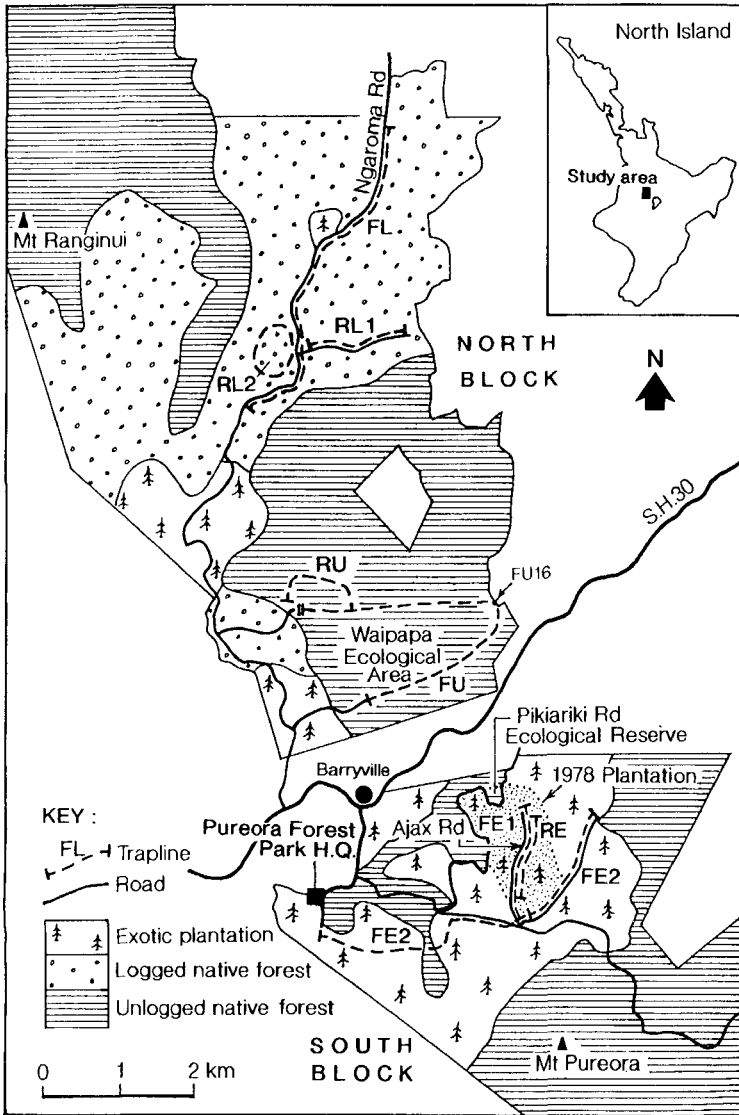 North Island
Study area
Ngaroma Rd
FL
Mt Ranginui
RL1
RL2
NORTH
BLOCK
N
S.H.30
RU
FU16
Waipapa
Ecological
Area
FU
Pikiariki Rd
Ecological Reserve
1978 Plantation
Barryville
KEY :
FL Trapline
Road
Pureora Forest
Park H.Q.
Ajax Rd
FE1
RE
FE2
FE2
Exotic plantation
Logged native forest
Unlogged native forest
SOUTH
BLOCK
Mt Pureora
0 1 2 km